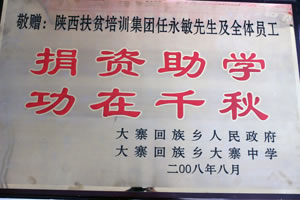 敬赠：陕西扶贫培训集团任永敏先生及全体员工
捐资助学
功在千秋
大寨回族乡人民政府
大寨回族乡大寨中学
二00八年八月